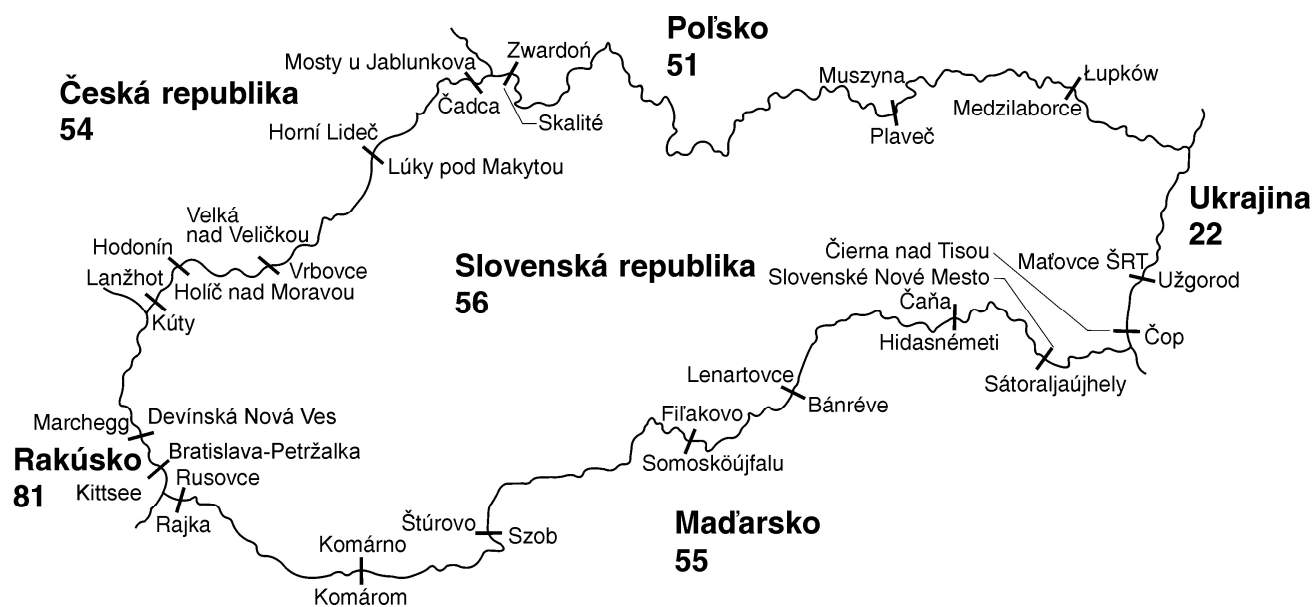 Poľsko
51
Zwardoń
Mosty u Jablunkova
Čadca
Skalité
Muszyna
Plaveč
Łupków
Medzilaborce
Česká republika
54
Horní Lideč
Lúky pod Makytou
Ukrajina
22
Velká
nad Veličkou
Hodonín
Vrbovce
Lanžhot
Holíč nad Moravou
Kúty
Slovenská republika
56
Čierna nad Tisou
Slovenské Nové Mesto
Maťovce ŠRT
Užgorod
Čaňa
Hidasnémeti
Čop
Sátoraljaújhely
Lenartovce
Bánréve
Fiľakovo
Somosköújfalu
Marchegg
Devínská Nová Ves
Rakúsko
81
Bratislava-Petržalka
Kittsee
Rusovce
Rajka
Štúrovo
Szob
Komárno
Komárom
Maďarsko
55